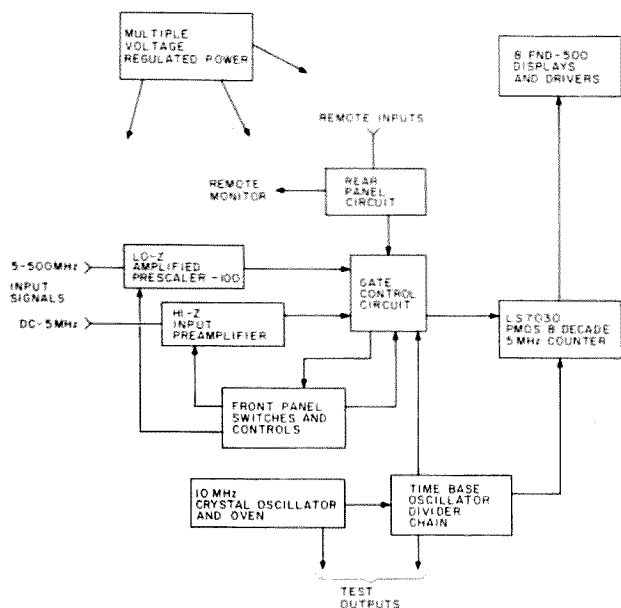 MULTIPLE
VOLTAGE
REGULATED POWER
8 FND-500
DISPLAYS
AND DRIVERS
REMOTE INPUTS
REAR
PANEL
CIRCUIT
REMOTE
MONITOR
5-500MHz
INPUT
SIGNALS
DC-5MHz
LO-Z
AMPLIFIED
PRESCALER ÷100
HI-Z
INPUT
PREAMPLIFIER
GATE
CONTROL
CIRCUIT
LS7030
PMOS 8 DECADE
5 MHz COUNTER
FRONT PANEL
SWITCHES AND
CONTROLS
10 MHz
CRYSTAL OSCILLATOR
AND OVEN
TIME BASE
OSCILLATOR
DIVIDER
CHAIN
TEST
OUTPUTS